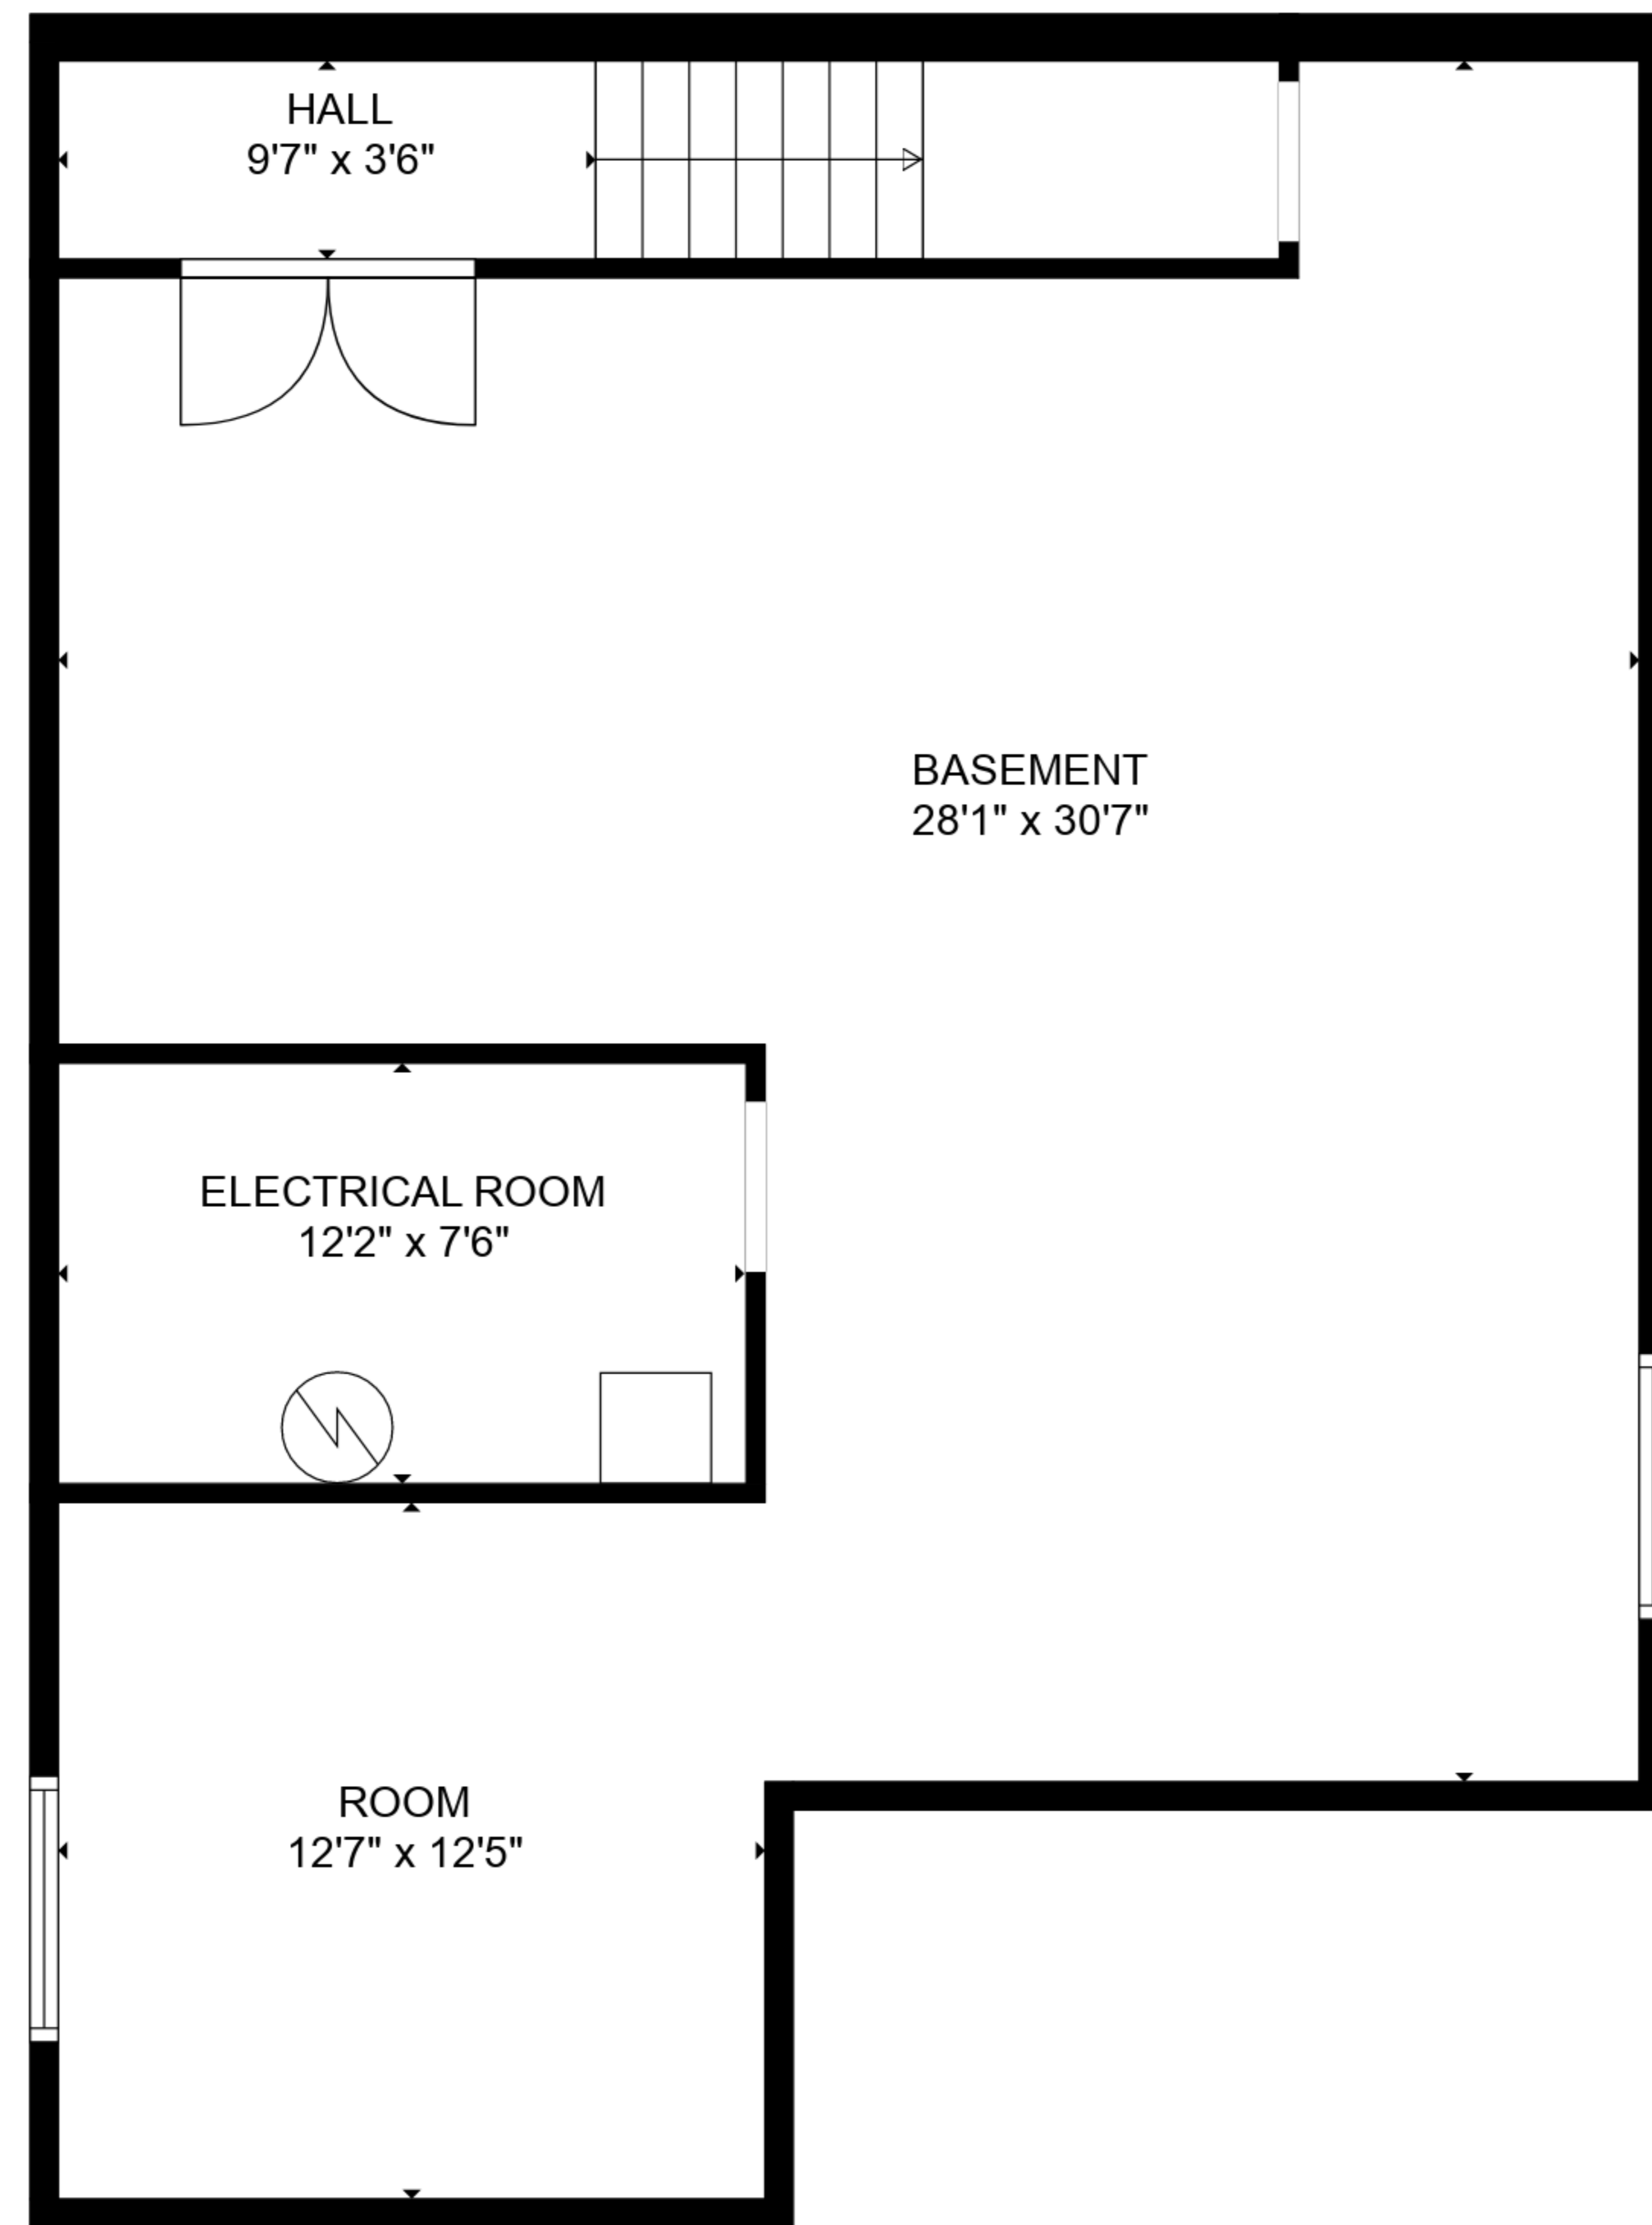 HALL
9'7" x 3'6"
BASEMENT
28'1" x 30'7"
ELECTRICAL ROOM
12'2" x 7'6"
ROOM
12'7" x 12'5"